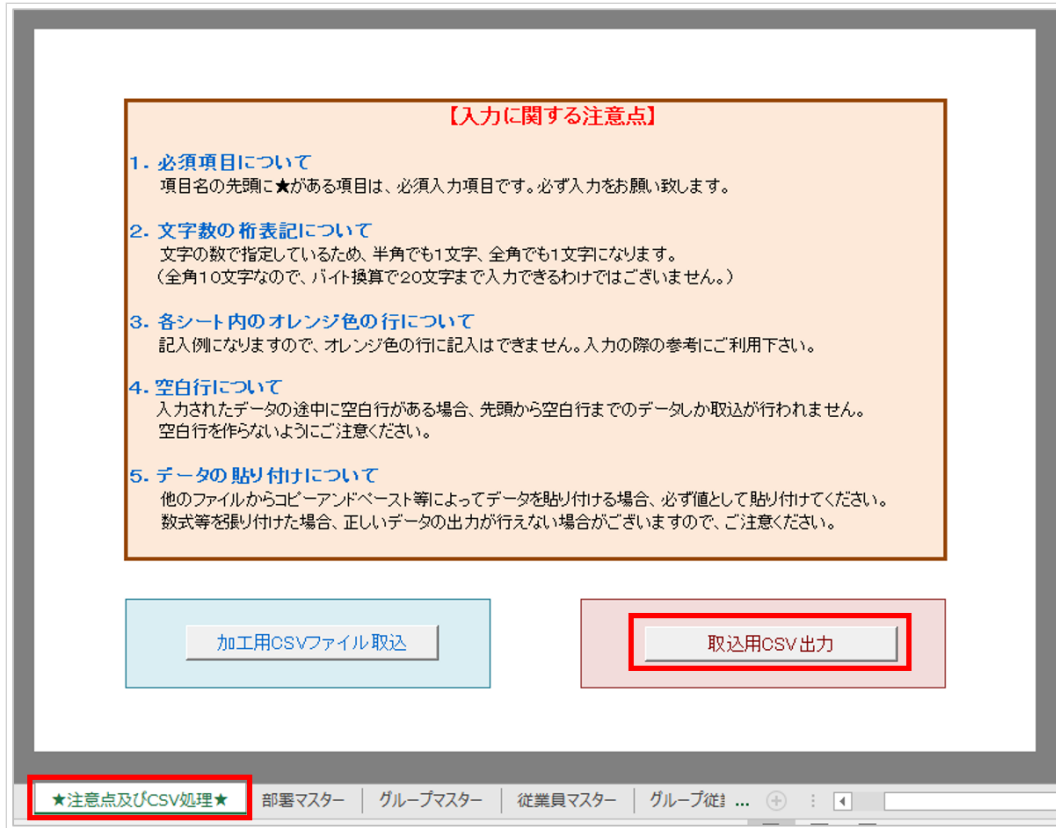 【入力に関する注意点】
1. 必須項目について
項目名の先頭に★がある項目は、必須入力項目です。必ず入力をお願い致します。
2. 文字数の桁表記について
文字の数で指定しているため、半角でも1文字、全角でも1文字になります。
（全角10文字なので、バイト換算で20文字まで入力できるわけではございません。）
3. 各シート内のオレンジ色の行について
記入例になりますので、オレンジ色の行に記入はできません。入力の際の参考にご利用下さい。
4. 空白行について
入力されたデータの途中に空白行がある場合、先頭から空白行までのデータしか取込が行われません。
空白行を作らないようにご注意ください。
5. データの貼り付けについて
他のファイルからコピーアンドペースト等によってデータを貼り付ける場合、必ず値として貼り付けてください。
数式等を張り付けた場合、正しいデータの出力が行えない場合がございますので、ご注意ください。
加工用CSVファイル取込
取込用CSV出力
★注意点及びCSV処理★
部署マスター
グループマスター
従業員マスター
グループ従 ...